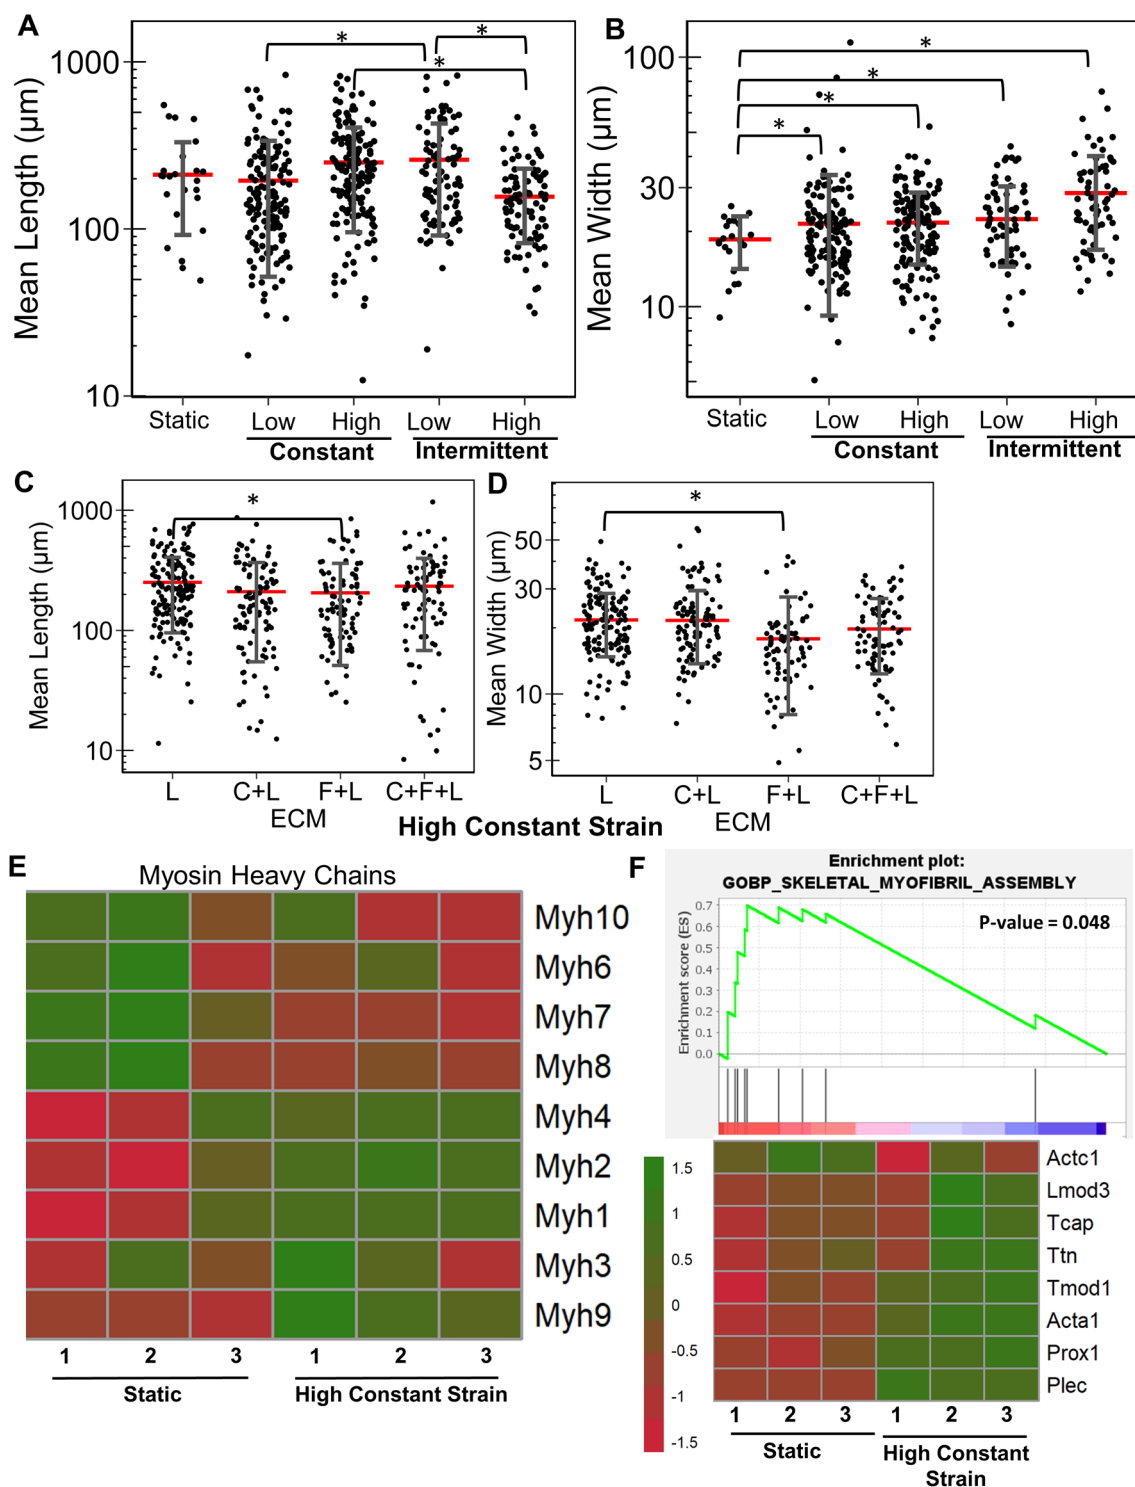 A
B
*
*
*
*
*
*
*
1000
100
10
Mean Length (µm)
100
30
10
Mean Width (µm)
Static
Low
High
Low
High
Constant
Intermittent
Static
Low
High
Low
High
Constant
Intermittent
C
D
*
*
1000
100
10
Mean Length (µm)
50
30
10
5
Mean Width (µm)
L
C+L
F+L
C+F+L
ECM
L
C+L
F+L
C+F+L
ECM
High Constant Strain
E
Myosin Heavy Chains
Myh10
Myh6
Myh7
Myh8
Myh4
Myh2
Myh1
Myh3
Myh9
1
2
3
1
2
3
Static
High Constant Strain
F
Enrichment plot:
GOBP_SKELETAL_MYOFIBRIL_ASSEMBLY
P-value = 0.048
Enrichment score (ES)
0.7
0.6
0.5
0.4
0.3
0.2
0.1
0.0
1.5
1
0.5
0
-0.5
-1
-1.5
Actc1
Lmod3
Tcap
Ttn
Tmod1
Acta1
Prox1
Plec
1
2
3
1
2
3
Static
High Constant
Strain